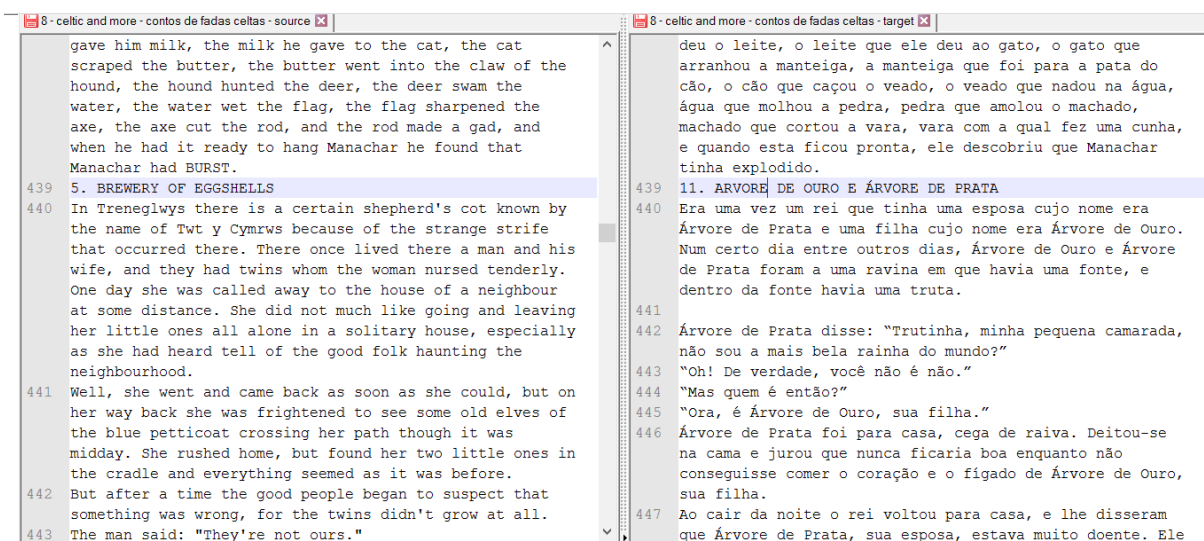 8 - celtic and more - contos de fadas celtas - source
gave him milk, the milk he gave to the cat, the cat
scraped the butter, the butter went into the claw of the
hound, the hound hunted the deer, the deer swam the
water, the water wet the flag, the flag sharpened the
axe, the axe cut the rod, and the rod made a gad, and
when he had it ready to hang Manachar he found that
Manachar had BURST.
439 5. BREWERY OF EGGSHELLS
440 In Treneglwys there is a certain shepherd's cot known by
the name of Twt y Cymrws because of the strange strife
that occurred there. There once lived there a man and his
wife, and they had twins whom the woman nursed tenderly.
One day she was called away to the house of a neighbour
at some distance. She did not much like going and leaving
her little ones all alone in a solitary house, especially
as she had heard tell of the good folk haunting the
neighbourhood.
441 Well, she went and came back as soon as she could, but on
her way back she was frightened to see some old elves of
the blue petticoat crossing her path though it was
midday. She rushed home, but found her two little ones in
the cradle and everything seemed as it was before.
442 But after a time the good people began to suspect that
something was wrong, for the twins didn't grow at all.
443 The man said: "They're not ours."
8 - celtic and more - contos de fadas celtas - target
deu o leite, o leite que ele deu ao gato, o gato que
arranhou a manteiga, a manteiga que foi para a pata do
cão, o cão que caçou o veado, o veado que nadou na água,
água que molhou a pedra, pedra que amolou o machado,
machado que cortou a vara, vara com a qual fez uma cunha,
e quando esta ficou pronta, ele descobriu que Manachar
tinha explodido.
439 11. ARVORE DE OURO E ÁRVORE DE PRATA
440 Era uma vez um rei que tinha uma esposa cujo nome era
Árvore de Prata e uma filha cujo nome era Árvore de Ouro.
Num certo dia entre outros dias, Árvore de Ouro e Árvore
de Prata foram a uma ravina em que havia uma fonte, e
dentro da fonte havia uma truta.
441
442 Árvore de Prata disse: “Trutinha, minha pequena camarada,
não sou a mais bela rainha do mundo?”
443 “Oh! De verdade, você não é não.”
444 “Mas quem é então?”
445 “Ora, é Árvore de Ouro, sua filha.”
446 Árvore de Prata foi para casa, cega de raiva. Deitou-se
na cama e jurou que nunca ficaria boa enquanto não
conseguisse comer o coração e o fígado de Árvore de Ouro,
sua filha.
447 Ao cair da noite o rei voltou para casa, e lhe disseram
que Árvore de Prata, sua esposa, estava muito doente. Ele